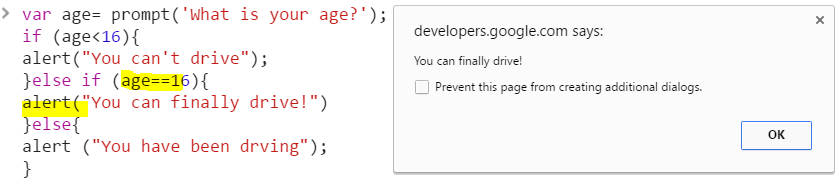 var age= prompt('What is your age?');
if (age<16){
alert("You can't drive");
}else if (age==16){
alert("You can finally drive!")
}else{
alert ("You have been drving");
}
developers.google.com says:
You can finally drive!
Prevent this page from creating additional dialogs.
OK